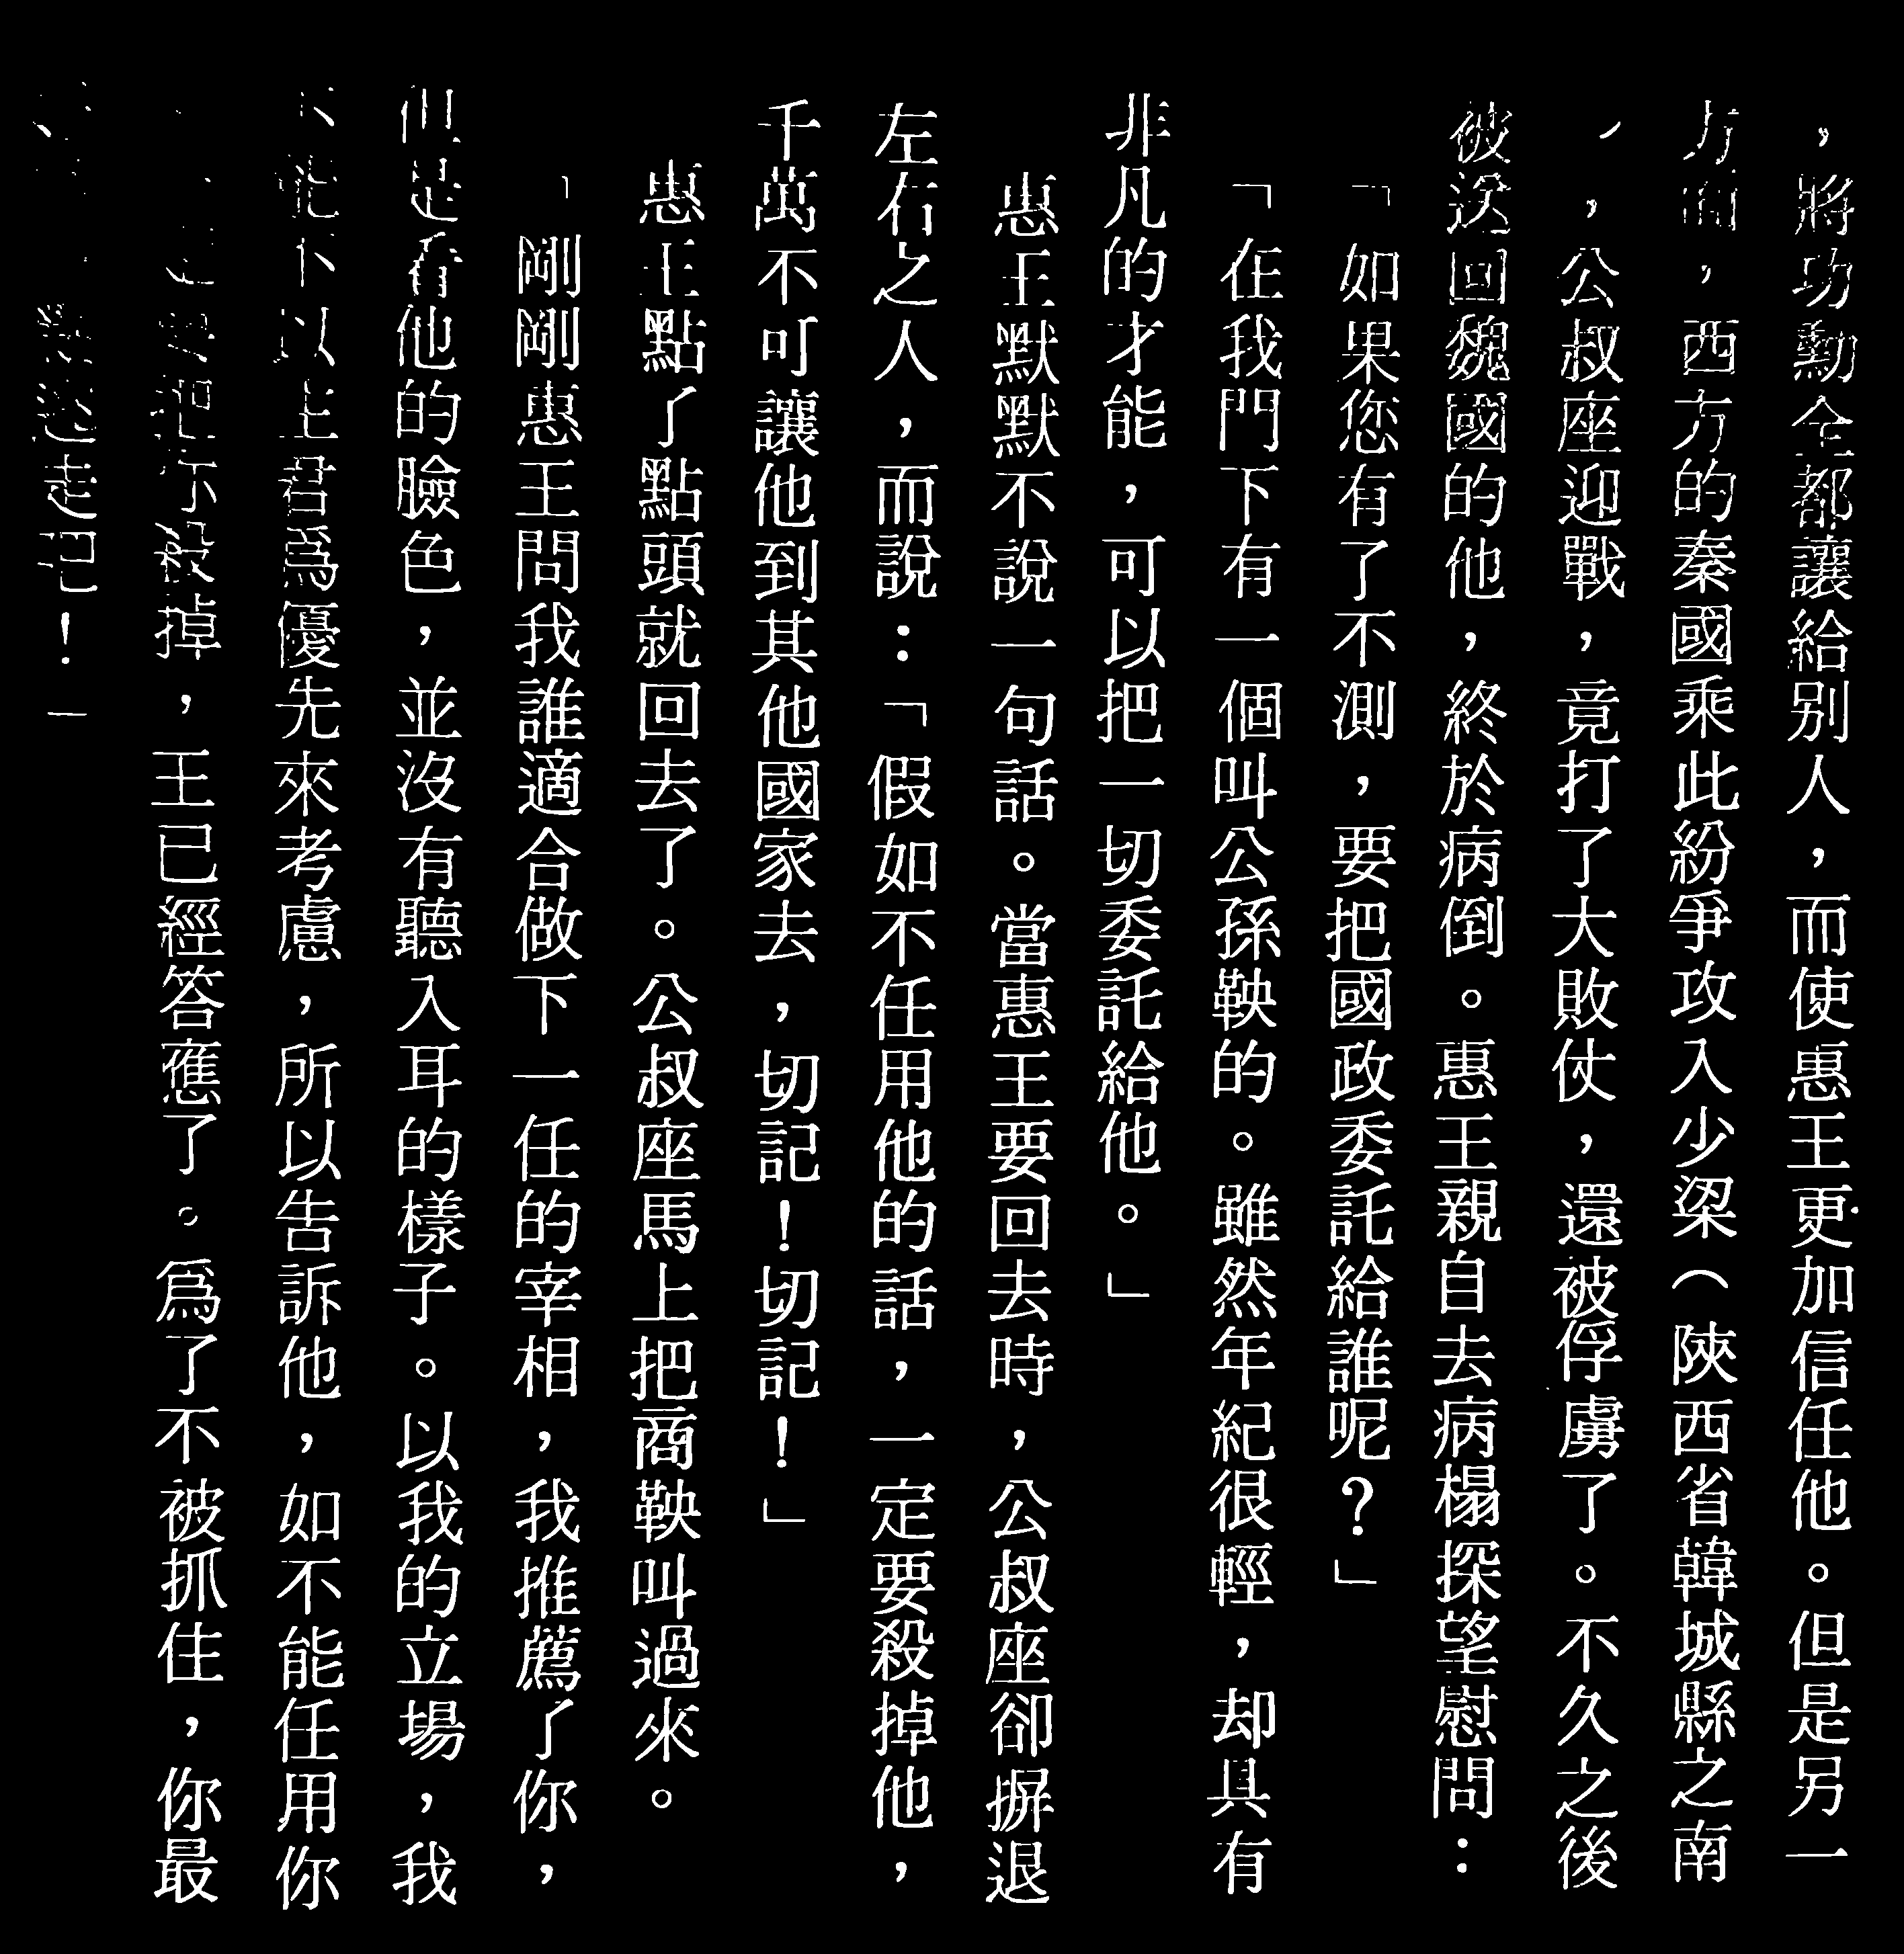 ，將功勳全都讓給別人，而使惠王更加信任他。但是另一
方面，西方的秦國乘此紛爭攻入少梁（陝西省韓城縣之南
，公叔座迎戰，竟打了大敗仗，還被俘虜了。不久之後
被送回魏國的他，終於病倒。惠王親自去病榻探望慰問：
「如果您有了不測，要把國政委託給誰呢？」
「在我門下有一個叫公孫鞅的。雖然年紀很輕，却具有
非凡的才能，可以把一切委託給他。」
惠王默默不說一句話。當惠王要回去時，公叔座卻摒退
左右之人，而說：「假如不任用他的話，一定要殺掉他，
千萬不可讓他到其他國家去，切記！切記！」
惠王點了點頭就回去了。公叔座馬上把商鞅叫過來。
「剛剛惠王問我誰適合做下一任的宰相，我推薦了你，
但是看他的臉色，並沒有聽入耳的樣子。以我的立場，我
不能不以主君爲優先來考慮，所以告訴他，如不能任用你
把你殺掉，王已經答應了。爲了不被抓住，你最
逃走吧！